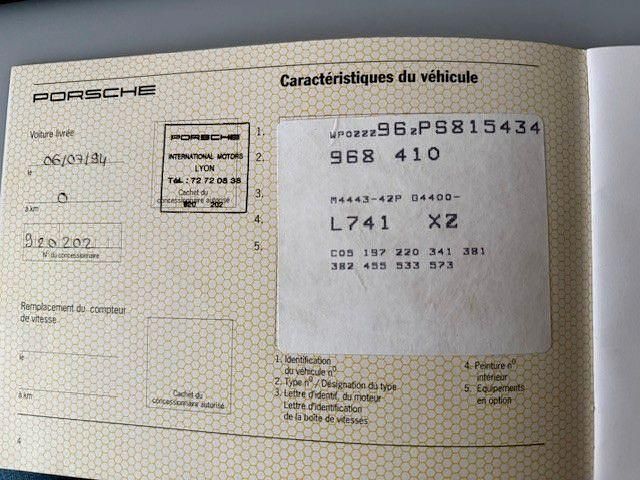 PORSCHE
Caractéristiques du véhicule
Voiture livrée
le 06/07/94
à km 0
920 202
N° du concessionnaire
PORSCHE
INTERNATIONAL MOTORS
LYON
Tél.: 72 72 08 38
Cachet du
concessionnaire autorisé
920 202
1. WP0ZZZ96ZPS815434
2. 968 410
3. M4443-42P G4400-
4. L741 XZ
5. C05 197 220 341 381
382 455 533 573
Remplacement du compteur
de vitesse
le
à km
Cachet du
concessionnaire autorisé
1. Identification
du véhicule n°
2. Type n° / Désignation du type
3. Lettre d'identif. du moteur
Lettre d'identification
de la boîte de vitesses
4. Peinture n°
intérieur
5. Equipements
en option
4